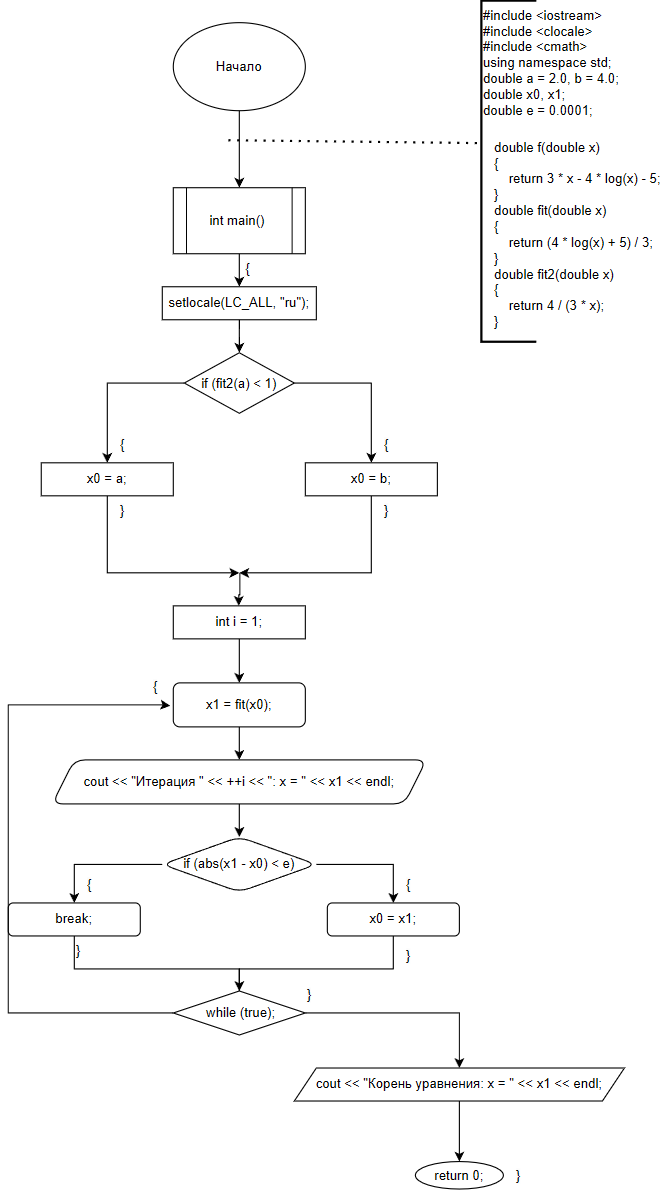 #include <iostream>
#include <clocale>
#include <cmath>
using namespace std;
double a = 2.0, b = 4.0;
double x0, x1;
double e = 0.0001;
double f(double x)
{
return 3 * x - 4 * log(x) - 5;
}
double fit(double x)
{
return (4 * log(x) + 5) / 3;
}
double fit2(double x)
{
return 4 / (3 * x);
}
Начало
int main()
{
setlocale(LC_ALL, "ru");
if (fit2(a) < 1)
{
{
x0 = a;
x0 = b;
}
}
int i = 1;
{
x1 = fit(x0);
cout << "Итерация " << ++i << ": x = " << x1 << endl;
if (abs(x1 - x0) < e)
{
{
break;
x0 = x1;
}
}
}
while (true);
cout << "Корень уравнения: x = " << x1 << endl;
return 0;
}